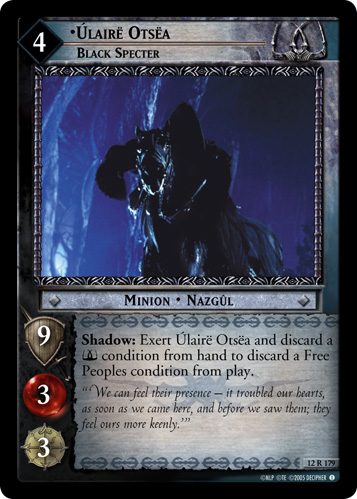 4
•Úlairë Otsëa
Black Specter
Minion • Nazgûl
9
Shadow: Exert Úlairë Otsëa and discard a
condition from hand to discard a Free
Peoples condition from play.
3
“‘We can feel their presence – it troubled our hearts,
as soon as we came here, and before we saw them; they
feel ours more keenly.’”
3
12 R 179
©NLP ©TE ©2005 DECIPHER